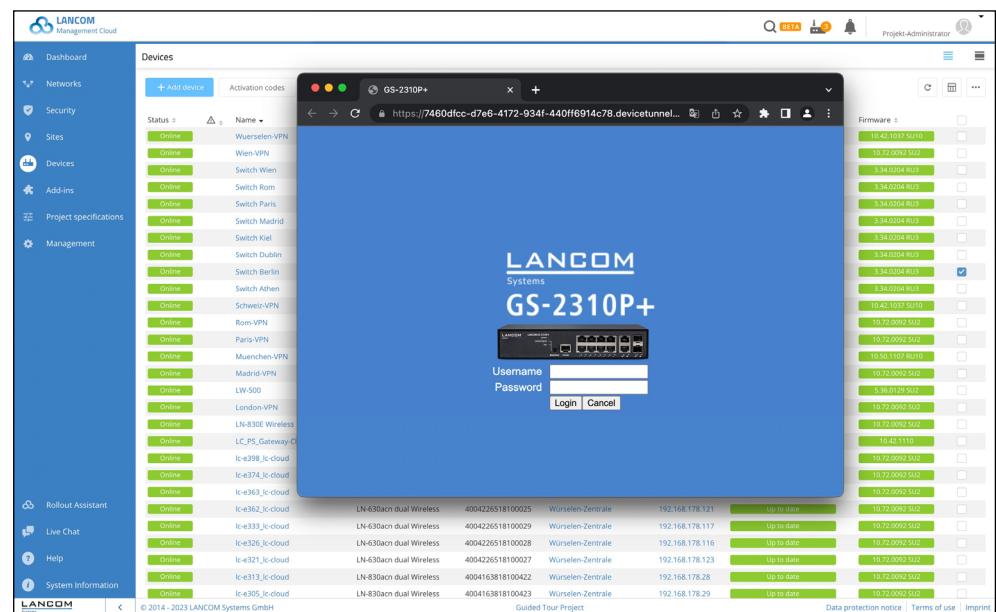 LANCOM
Management Cloud
BETA
3
Projekt-Administrator
Dashboard
Networks
Security
Sites
Devices
Add-ins
Project specifications
Management
Rollout Assistant
Live Chat
Help
System Information
LANCOM
Devices
+ Add device Activation codes
Status Name Firmware
Online Wuerselen-VPN 10.42.1037 SU10
Online Wien-VPN 10.72.0092 SU2
Online Switch Wien 3.34.0204 RU3
Online Switch Rom 3.34.0204 RU3
Online Switch Paris 3.34.0204 RU3
Online Switch Madrid 3.34.0204 RU3
Online Switch Kiel 3.34.0204 RU3
Online Switch Dublin 3.34.0204 RU3
Online Switch Berlin 3.34.0204 RU3
Online Switch Athen 3.34.0204 RU3
Online Schweiz-VPN 10.42.1037 SU10
Online Rom-VPN 10.72.0092 SU2
Online Paris-VPN 10.72.0092 SU2
Online Muenchen-VPN 10.50.1107 RU10
Online Madrid-VPN 10.72.0092 SU2
Online LW-500 5.36.0129 SU2
Online London-VPN 10.72.0092 SU2
Online LN-830E Wireless 10.72.0092 SU2
Online LC_PS_Gateway-C 10.42.1110
Online lc-e398_lc-cloud 10.72.0092 SU2
Online lc-e374_lc-cloud 10.72.0092 SU2
Online lc-e363_lc-cloud 10.72.0092 SU2
Online lc-e362_lc-cloud LN-630acn dual Wireless 4004226518100025 Würselen-Zentrale 192.168.178.121 Up to date 10.72.0092 SU2
Online lc-e333_lc-cloud LN-630acn dual Wireless 4004226518100029 Würselen-Zentrale 192.168.178.117 Up to date 10.72.0092 SU2
Online lc-e326_lc-cloud LN-630acn dual Wireless 4004226518100028 Würselen-Zentrale 192.168.178.116 Up to date 10.72.0092 SU2
Online lc-e321_lc-cloud LN-630acn dual Wireless 4004226518100027 Würselen-Zentrale 192.168.178.123 Up to date 10.72.0092 SU2
Online lc-e313_lc-cloud LN-830acn dual Wireless 4004163818100422 Würselen-Zentrale 192.168.178.28 Up to date 10.72.0092 SU2
Online lc-e305_lc-cloud LN-830acn dual Wireless 4004163818100423 Würselen-Zentrale 192.168.178.29 Up to date 10.72.0092 SU2
GS-2310P+
https://7460dfcc-d7e6-4172-934f-440ff6914c78.devicetunnel...
LANCOM
Systems
GS-2310P+
LANCOM
Username
Password
Login Cancel
© 2014 - 2023 LANCOM Systems GmbH Guided Tour Project Data protection notice Terms of use Imprint